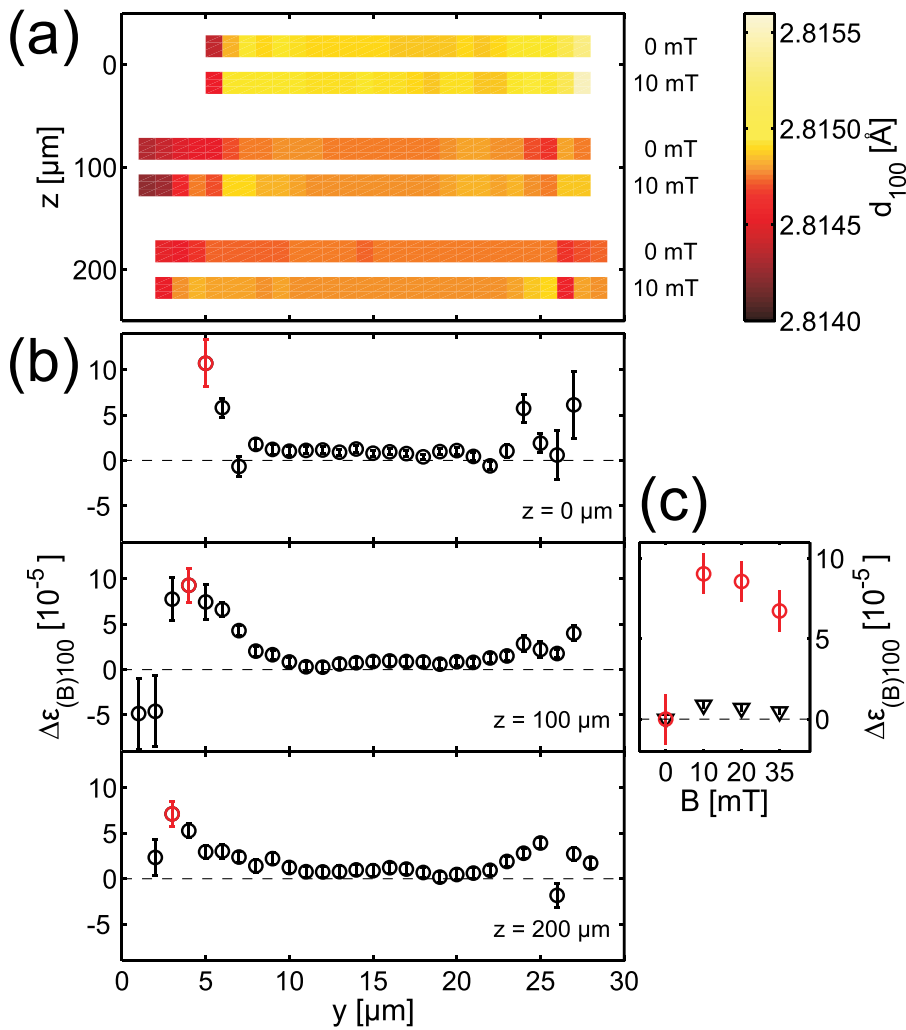 (a)
0
100
200
z [µm]
0 mT
10 mT
0 mT
10 mT
0 mT
10 mT
2.8155
2.8150
2.8145
2.8140
d100 [Å]
(b)
10
5
0
-5
z = 0 µm
10
5
0
-5
z = 100 µm
10
5
0
-5
z = 200 µm
Δε(B)100 [10-5]
0 5 10 15 20 25 30
y [µm]
(c)
10
5
0
Δε(B)100 [10-5]
0 10 20 35
B [mT]